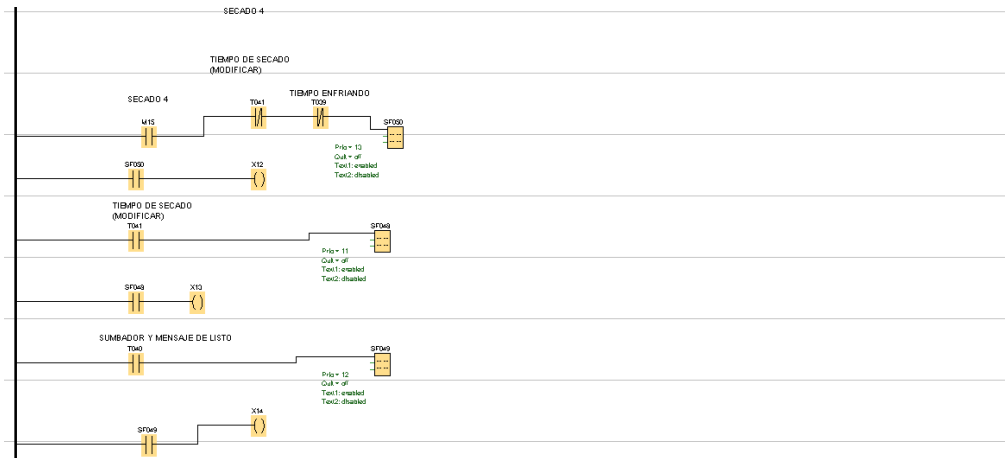 SECADO 4
TIEMPO DE SECADO
(MODIFICAR)
TIEMPO ENFRIANDO
SECADO 4
T041
T039
M15
SF050
Prio = 13
Quit = off
Text1: enabled
Text2: disabled
SF050
X12
TIEMPO DE SECADO
(MODIFICAR)
T041
SF048
Prio = 11
Quit = off
Text1: enabled
Text2: disabled
SF048
X13
SUMBADOR Y MENSAJE DE LISTO
T040
SF049
Prio = 12
Quit = off
Text1: enabled
Text2: disabled
X14
SF049